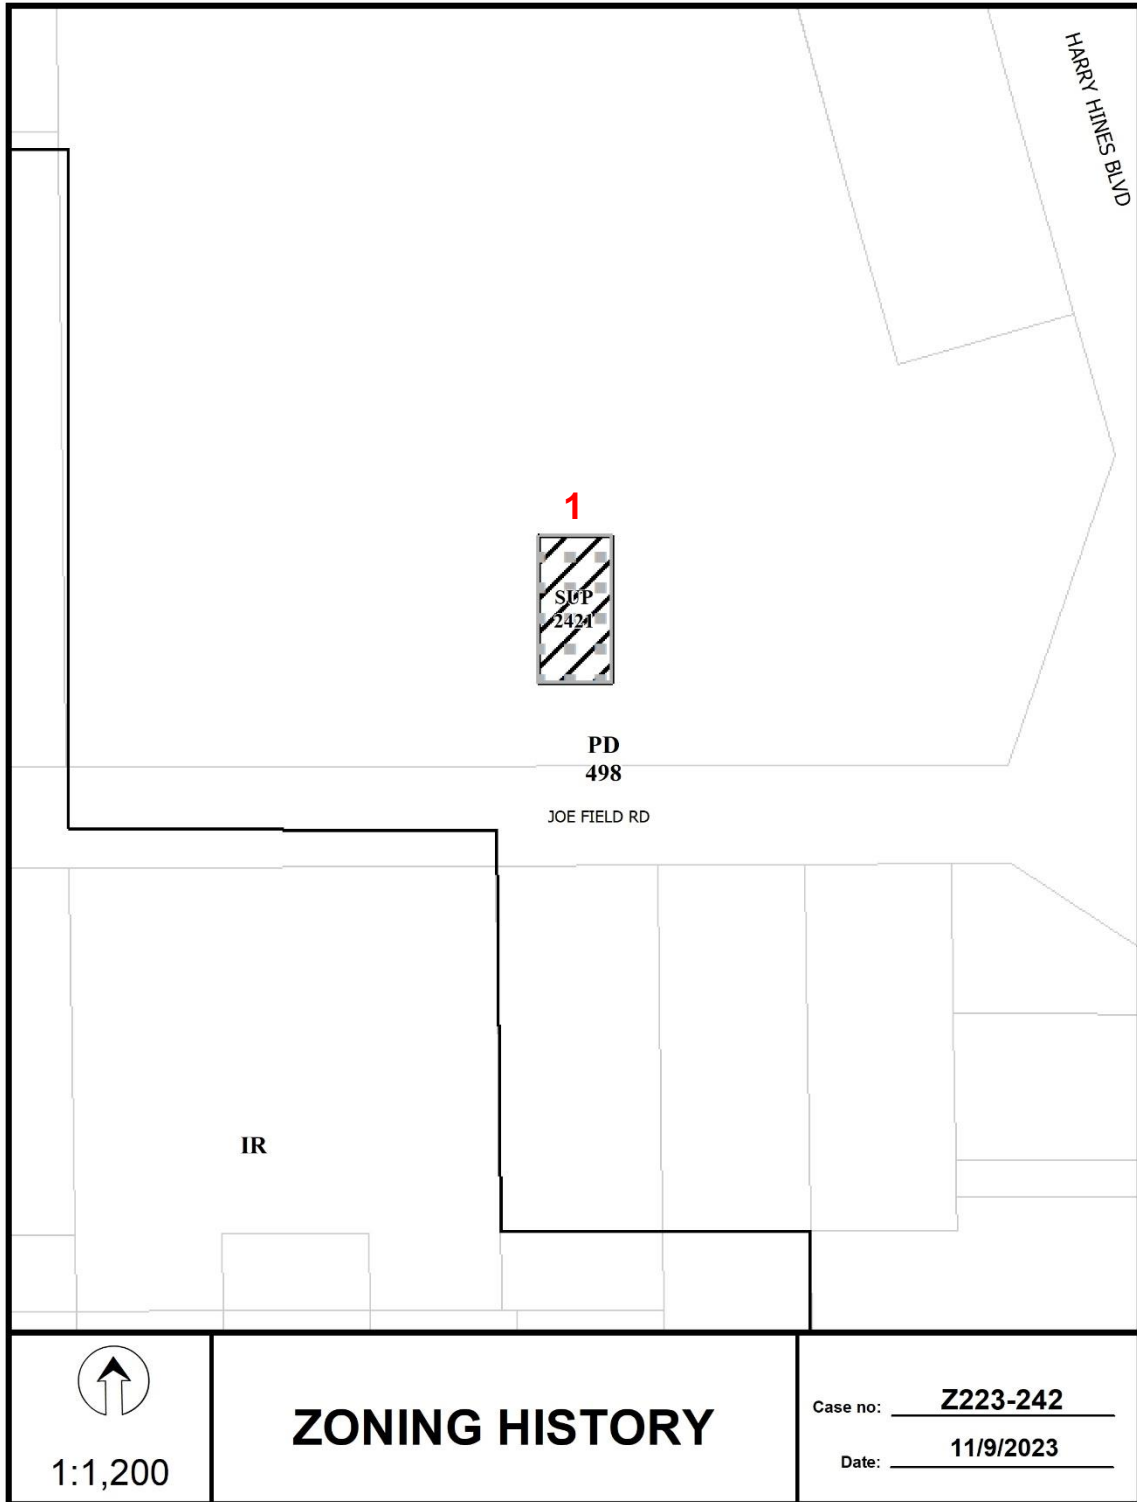 HARRY HINES BLVD
1
SUP
2421
PD
498
JOE FIELD RD
IR
1:1,200
ZONING HISTORY
Case no: Z223-242
Date: 11/9/2023